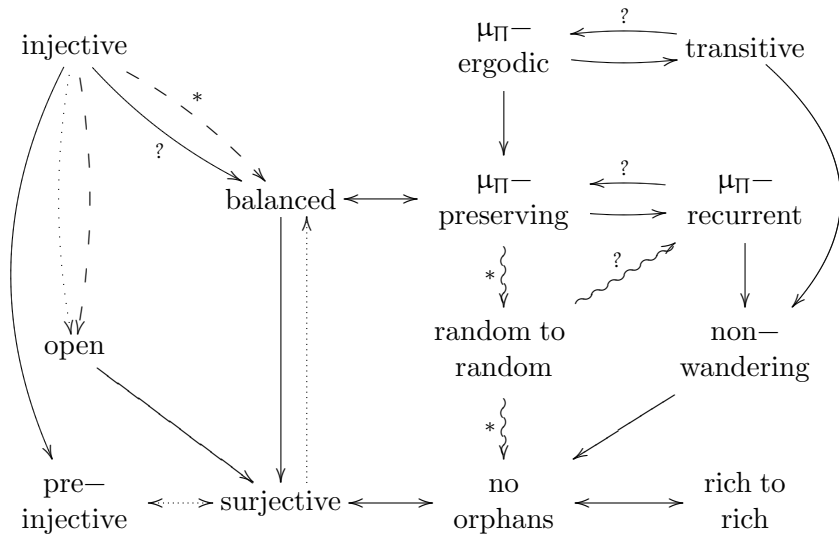 injective
μΠ−
ergodic
?
transitive
*
?
balanced
μΠ−
preserving
?
μΠ−
recurrent
*
?
open
random to
random
non−
wandering
*
pre−
injective
surjective
no
orphans
rich to
rich